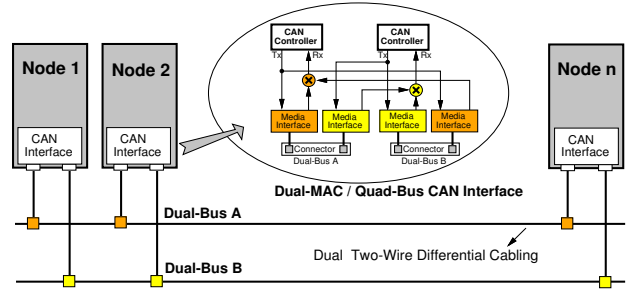 Node 1
Node 2
Node n
CAN
Controller
CAN
Controller
Tx
Rx
Tx
Rx
Media
Interface
Media
Interface
Media
Interface
Media
Interface
Connector
Connector
Dual-Bus A
Dual-Bus B
Dual-MAC / Quad-Bus CAN Interface
CAN
Interface
CAN
Interface
CAN
Interface
Dual-Bus A
Dual Two-Wire Differential Cabling
Dual-Bus B